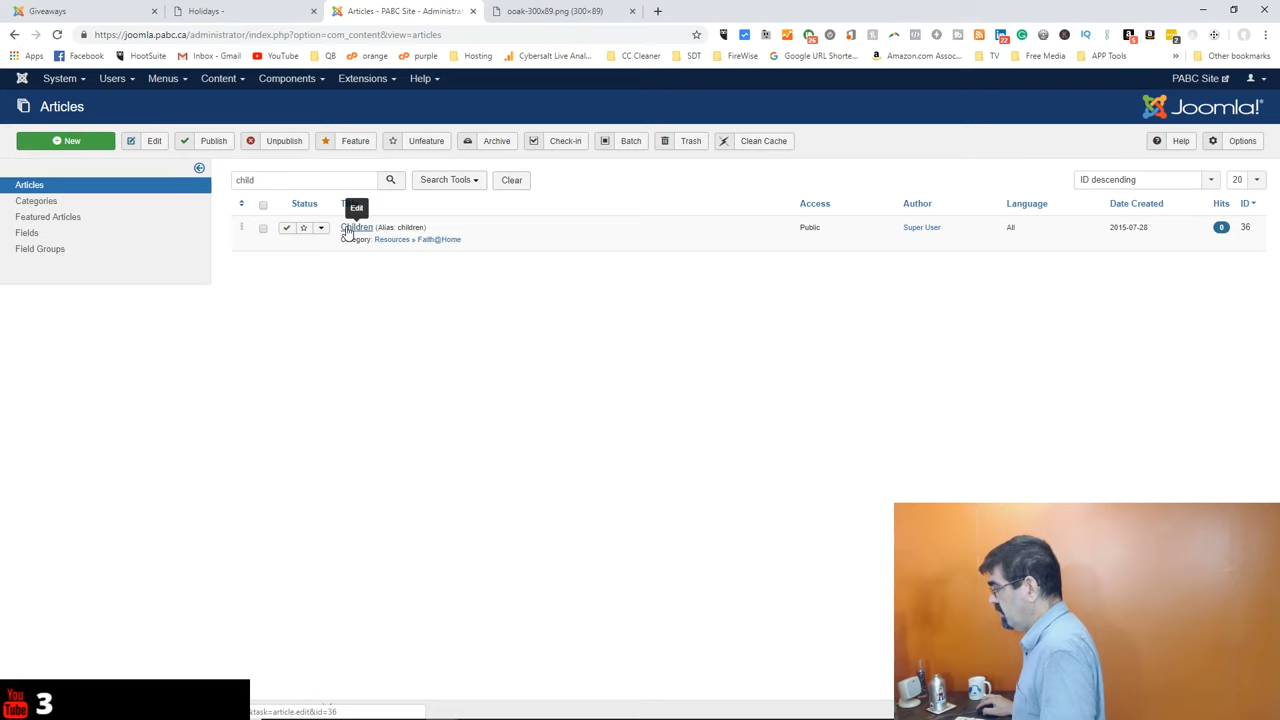 Giveaways
Holidays -
Articles - PABC Site - Administrat
ooak-300x89.png (300×89)
https://joomla.pabc.ca/administrator/index.php?option=com_content&view=articles
Apps
Facebook
HootSuite
Inbox - Gmail
YouTube
QB
orange
purple
Hosting
Cybersalt Live Anal...
CC Cleaner
SDT
FireWise
Google URL Shorte...
Amazon.com Assoc...
TV
Free Media
APP Tools
Other bookmarks
System
Users
Menus
Content
Components
Extensions
Help
PABC Site
Articles
Joomla!
New
Edit
Publish
Unpublish
Feature
Unfeature
Archive
Check-in
Batch
Trash
Clean Cache
Help
Options
Articles
Categories
Featured Articles
Fields
Field Groups
child
Search Tools
Clear
ID descending
20
Status
Access
Author
Language
Date Created
Hits
ID
Edit
Children (Alias: children)
Category: Resources » Faith@Home
Public
Super User
All
2015-07-28
0
36
You
Tube
3
task=article.edit&id=36